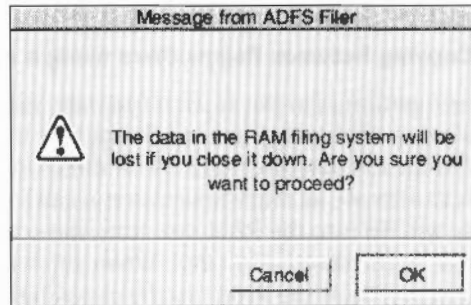 Message from ADFS Filer
The data in the RAM filing system will be
lost if you close it down. Are you sure you
want to proceed?
Cancel
OK